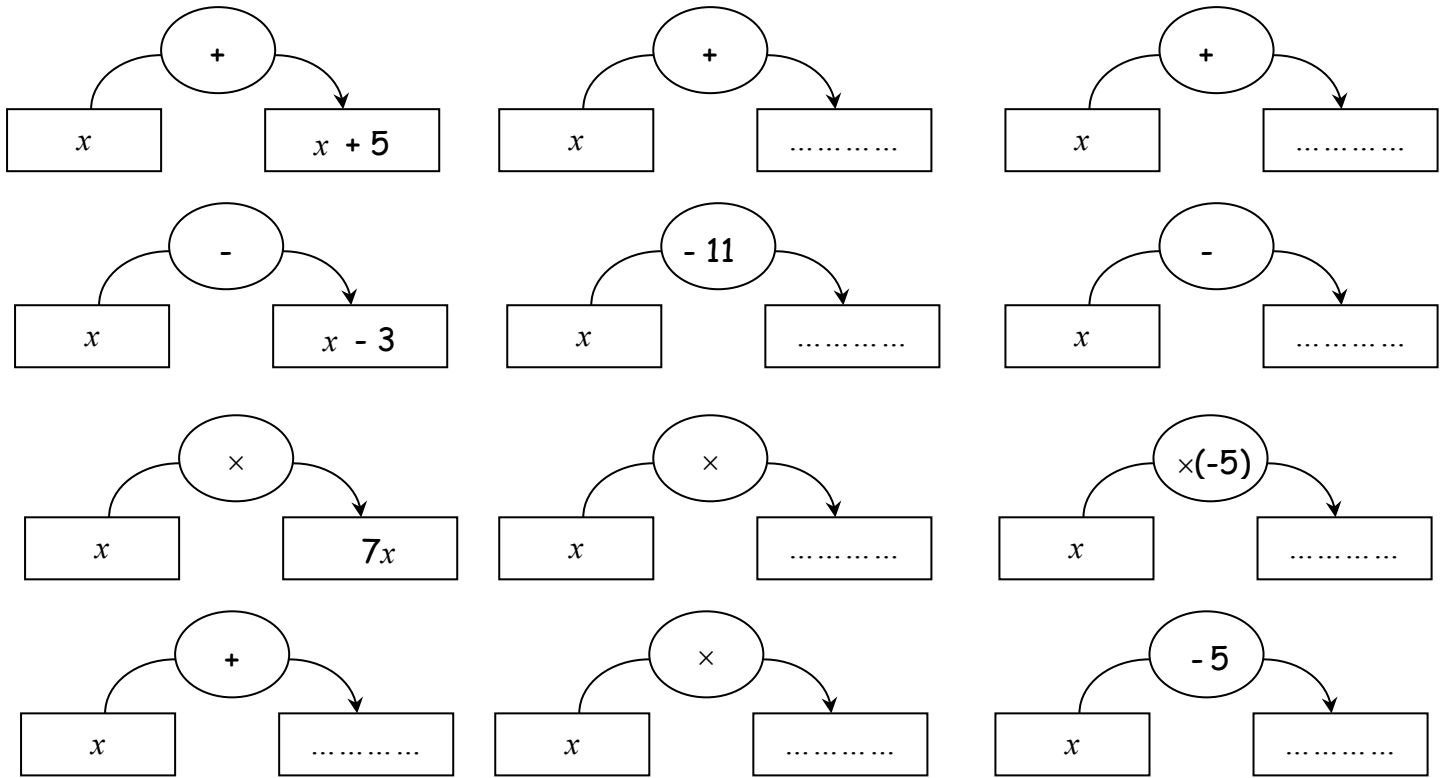 + + +
x x + 5 x ………… x …………
- - 11 -
x x - 3 x ………… x …………
× × ×(-5)
x 7x x ………… x …………
+ × - 5
x ………… x ………… x …………